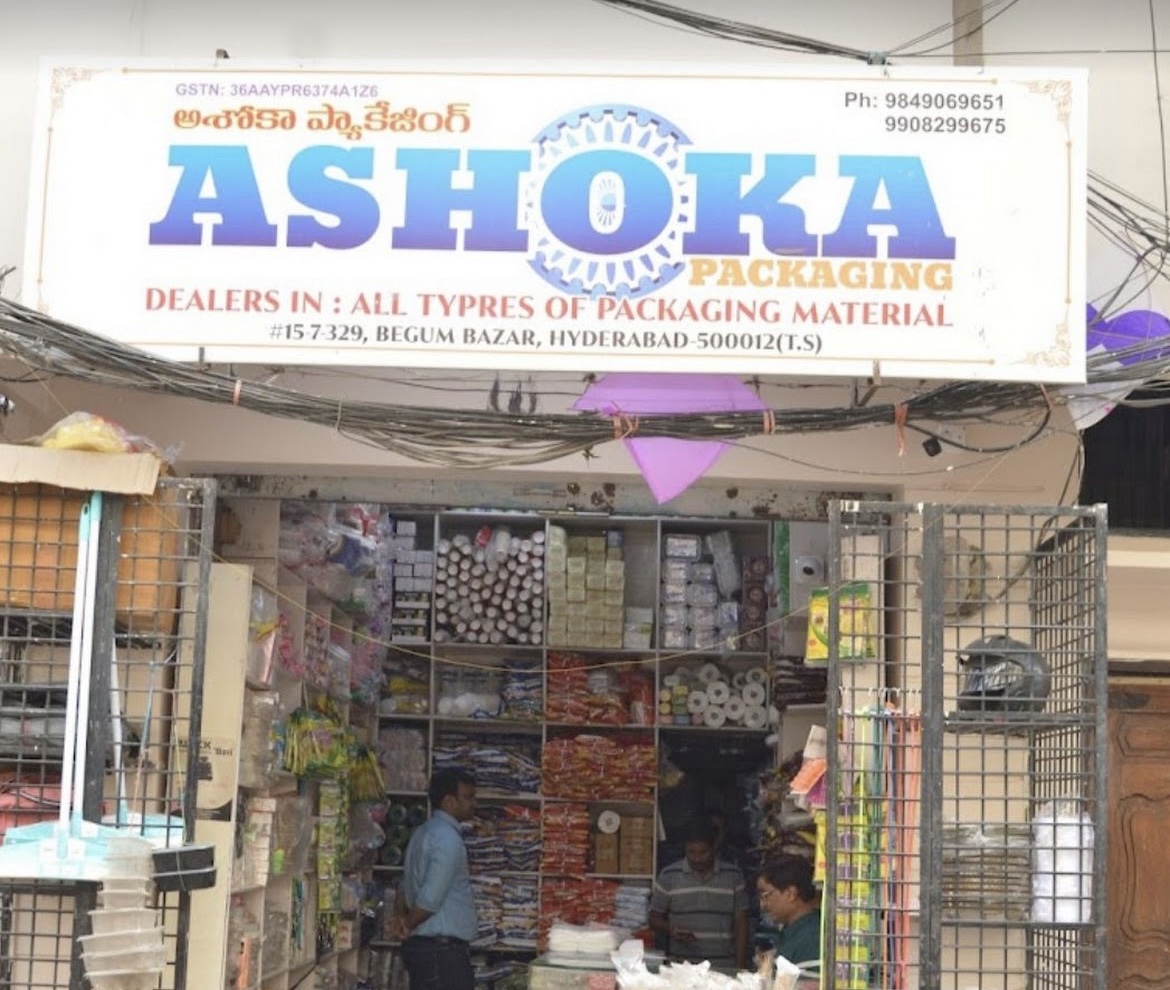 GSTN: 36AAYPR6374A1Z6
అశోకా ప్యాకేజింగ్
Ph: 9849069651
9908299675
ASHOKA
PACKAGING
DEALERS IN : ALL TYPRES OF PACKAGING MATERIAL
#15-7-329, BEGUM BAZAR, HYDERABAD-500012(T.S)